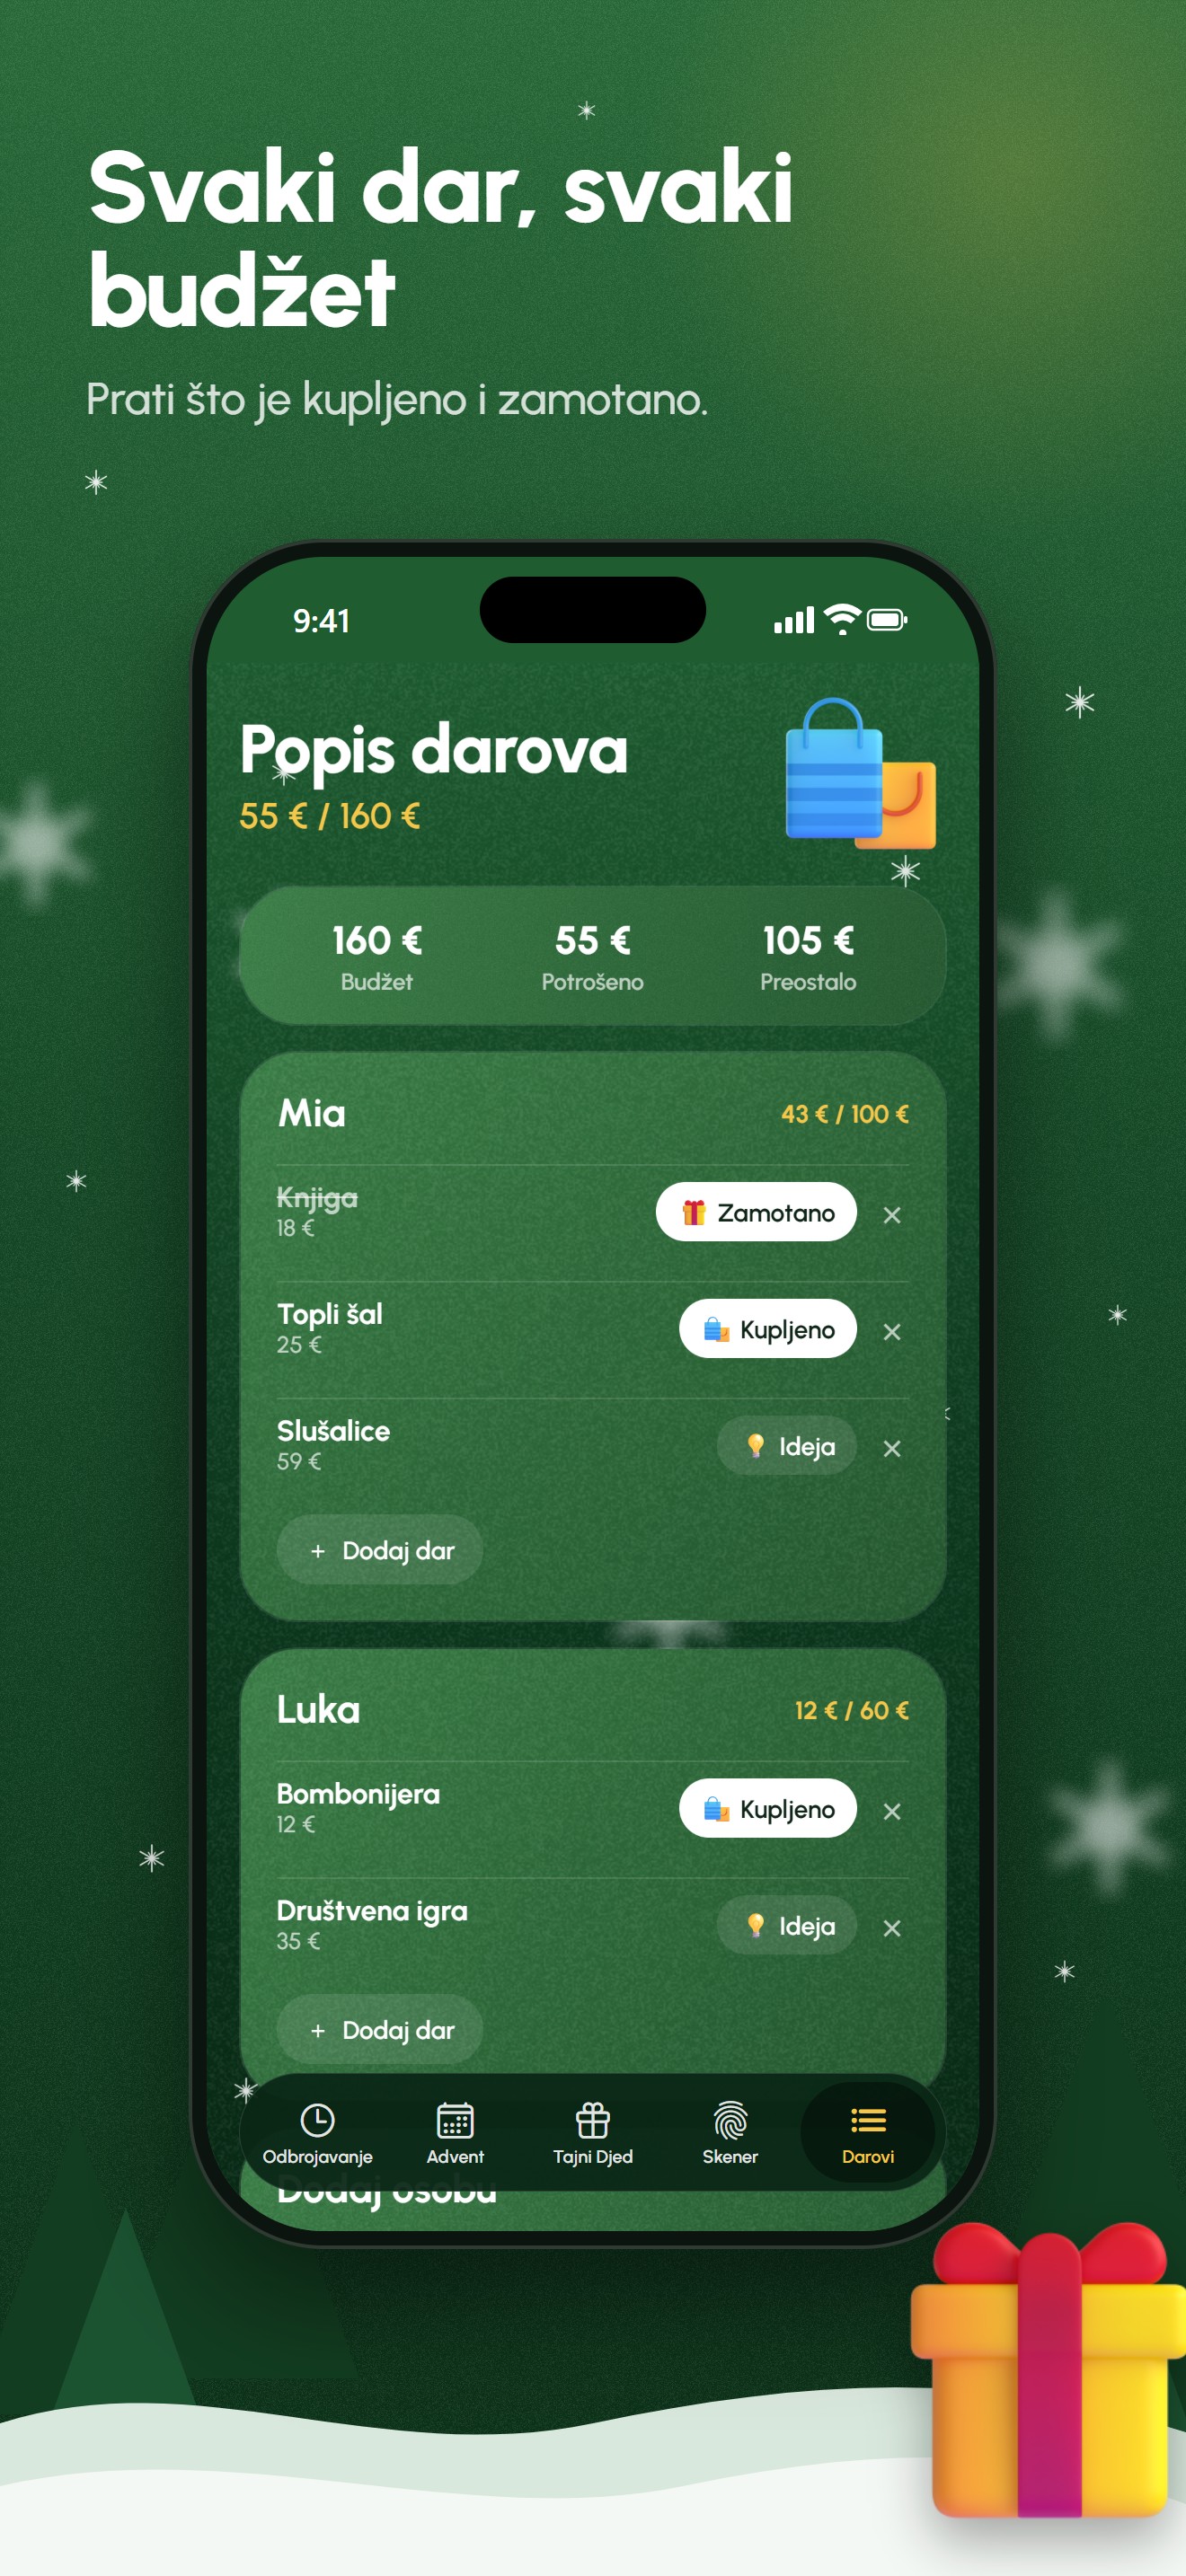 Svaki dar, svaki
budžet
Prati što je kupljeno i zamotano.
9:41
Popis darova
55 € / 160 €
160 €
Budžet
55 €
Potrošeno
105 €
Preostalo
Mia
43 € / 100 €
Knjiga
18 €
Zamotano
Topli šal
25 €
Kupljeno
Slušalice
59 €
Ideja
+ Dodaj dar
Luka
12 € / 60 €
Bombonijera
12 €
Kupljeno
Društvena igra
35 €
Ideja
+ Dodaj dar
Odbrojavanje
Advent
Tajni Djed
Skener
Darovi
Dodaj osobu